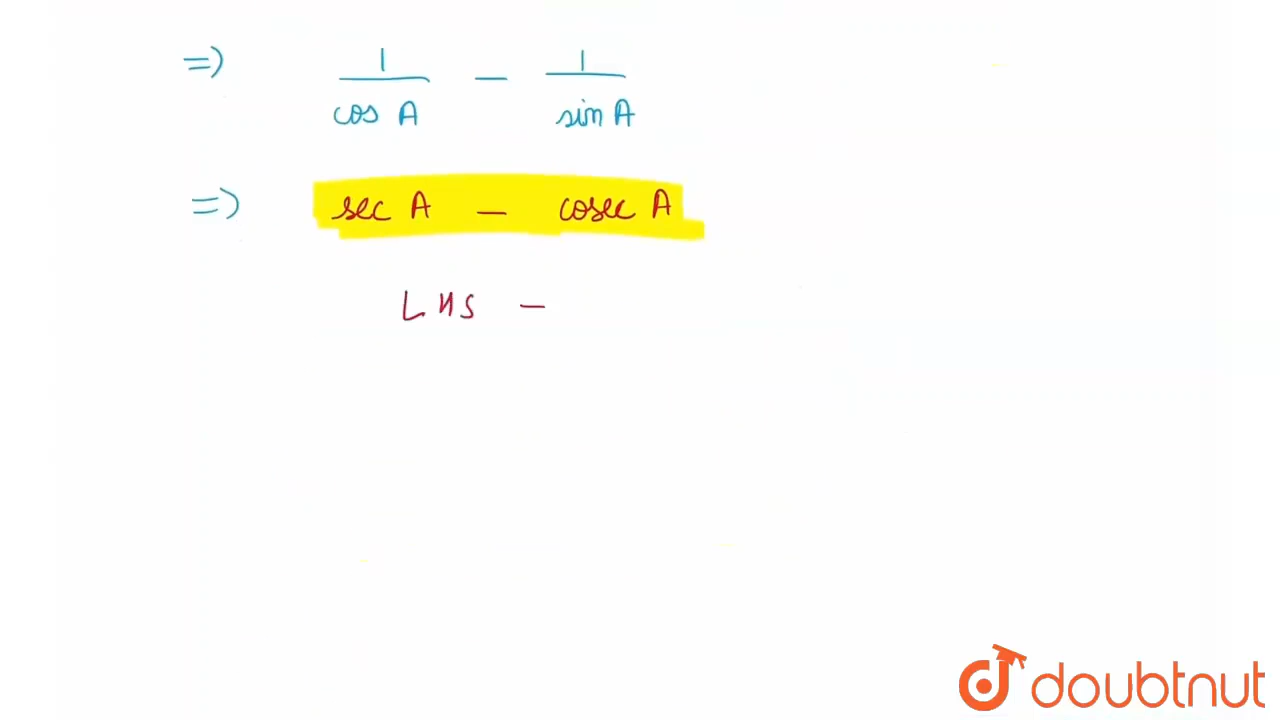 => 1/cos A - 1/sin A
=> sec A - cosec A
LHS -
doubtnut